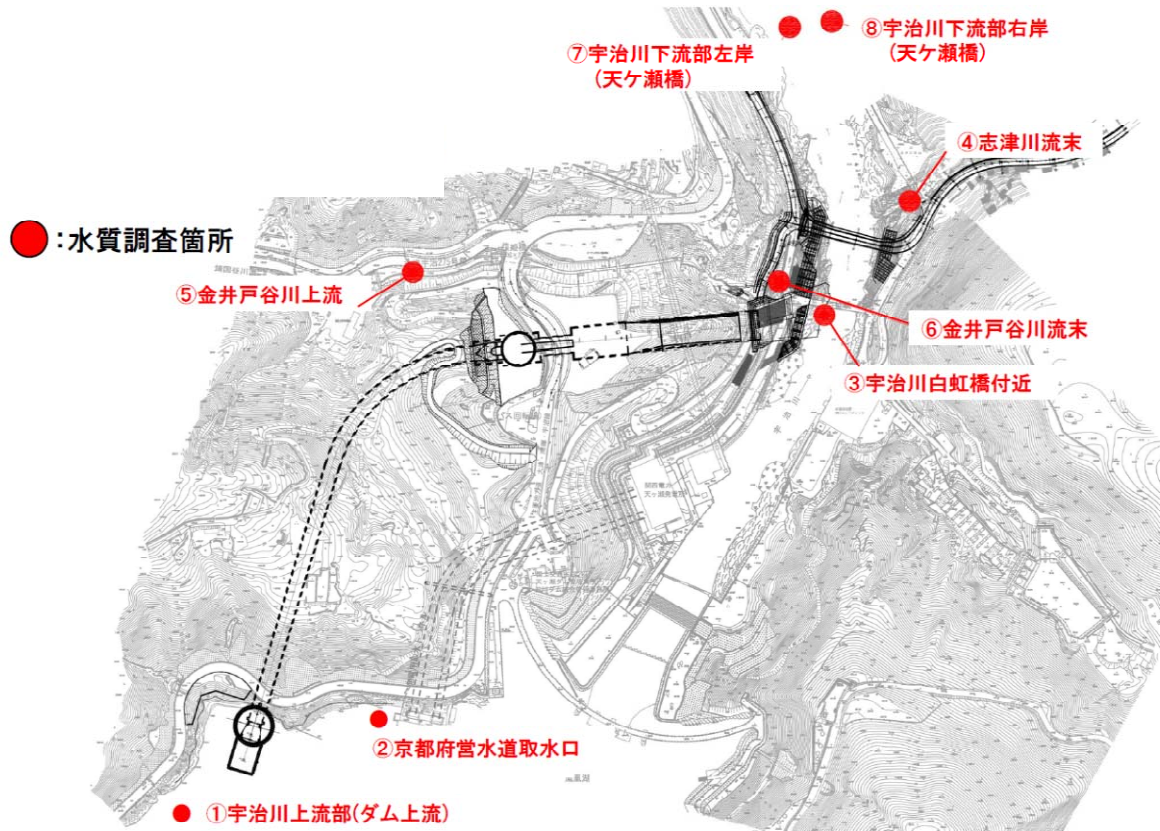 ⑦宇治川下流部左岸
(天ケ瀬橋)
⑧宇治川下流部右岸
(天ケ瀬橋)
④志津川流末
:水質調査箇所
⑤金井戸谷川上流
⑥金井戸谷川流末
③宇治川白虹橋付近
②京都府営水道取水口
①宇治川上流部(ダム上流)